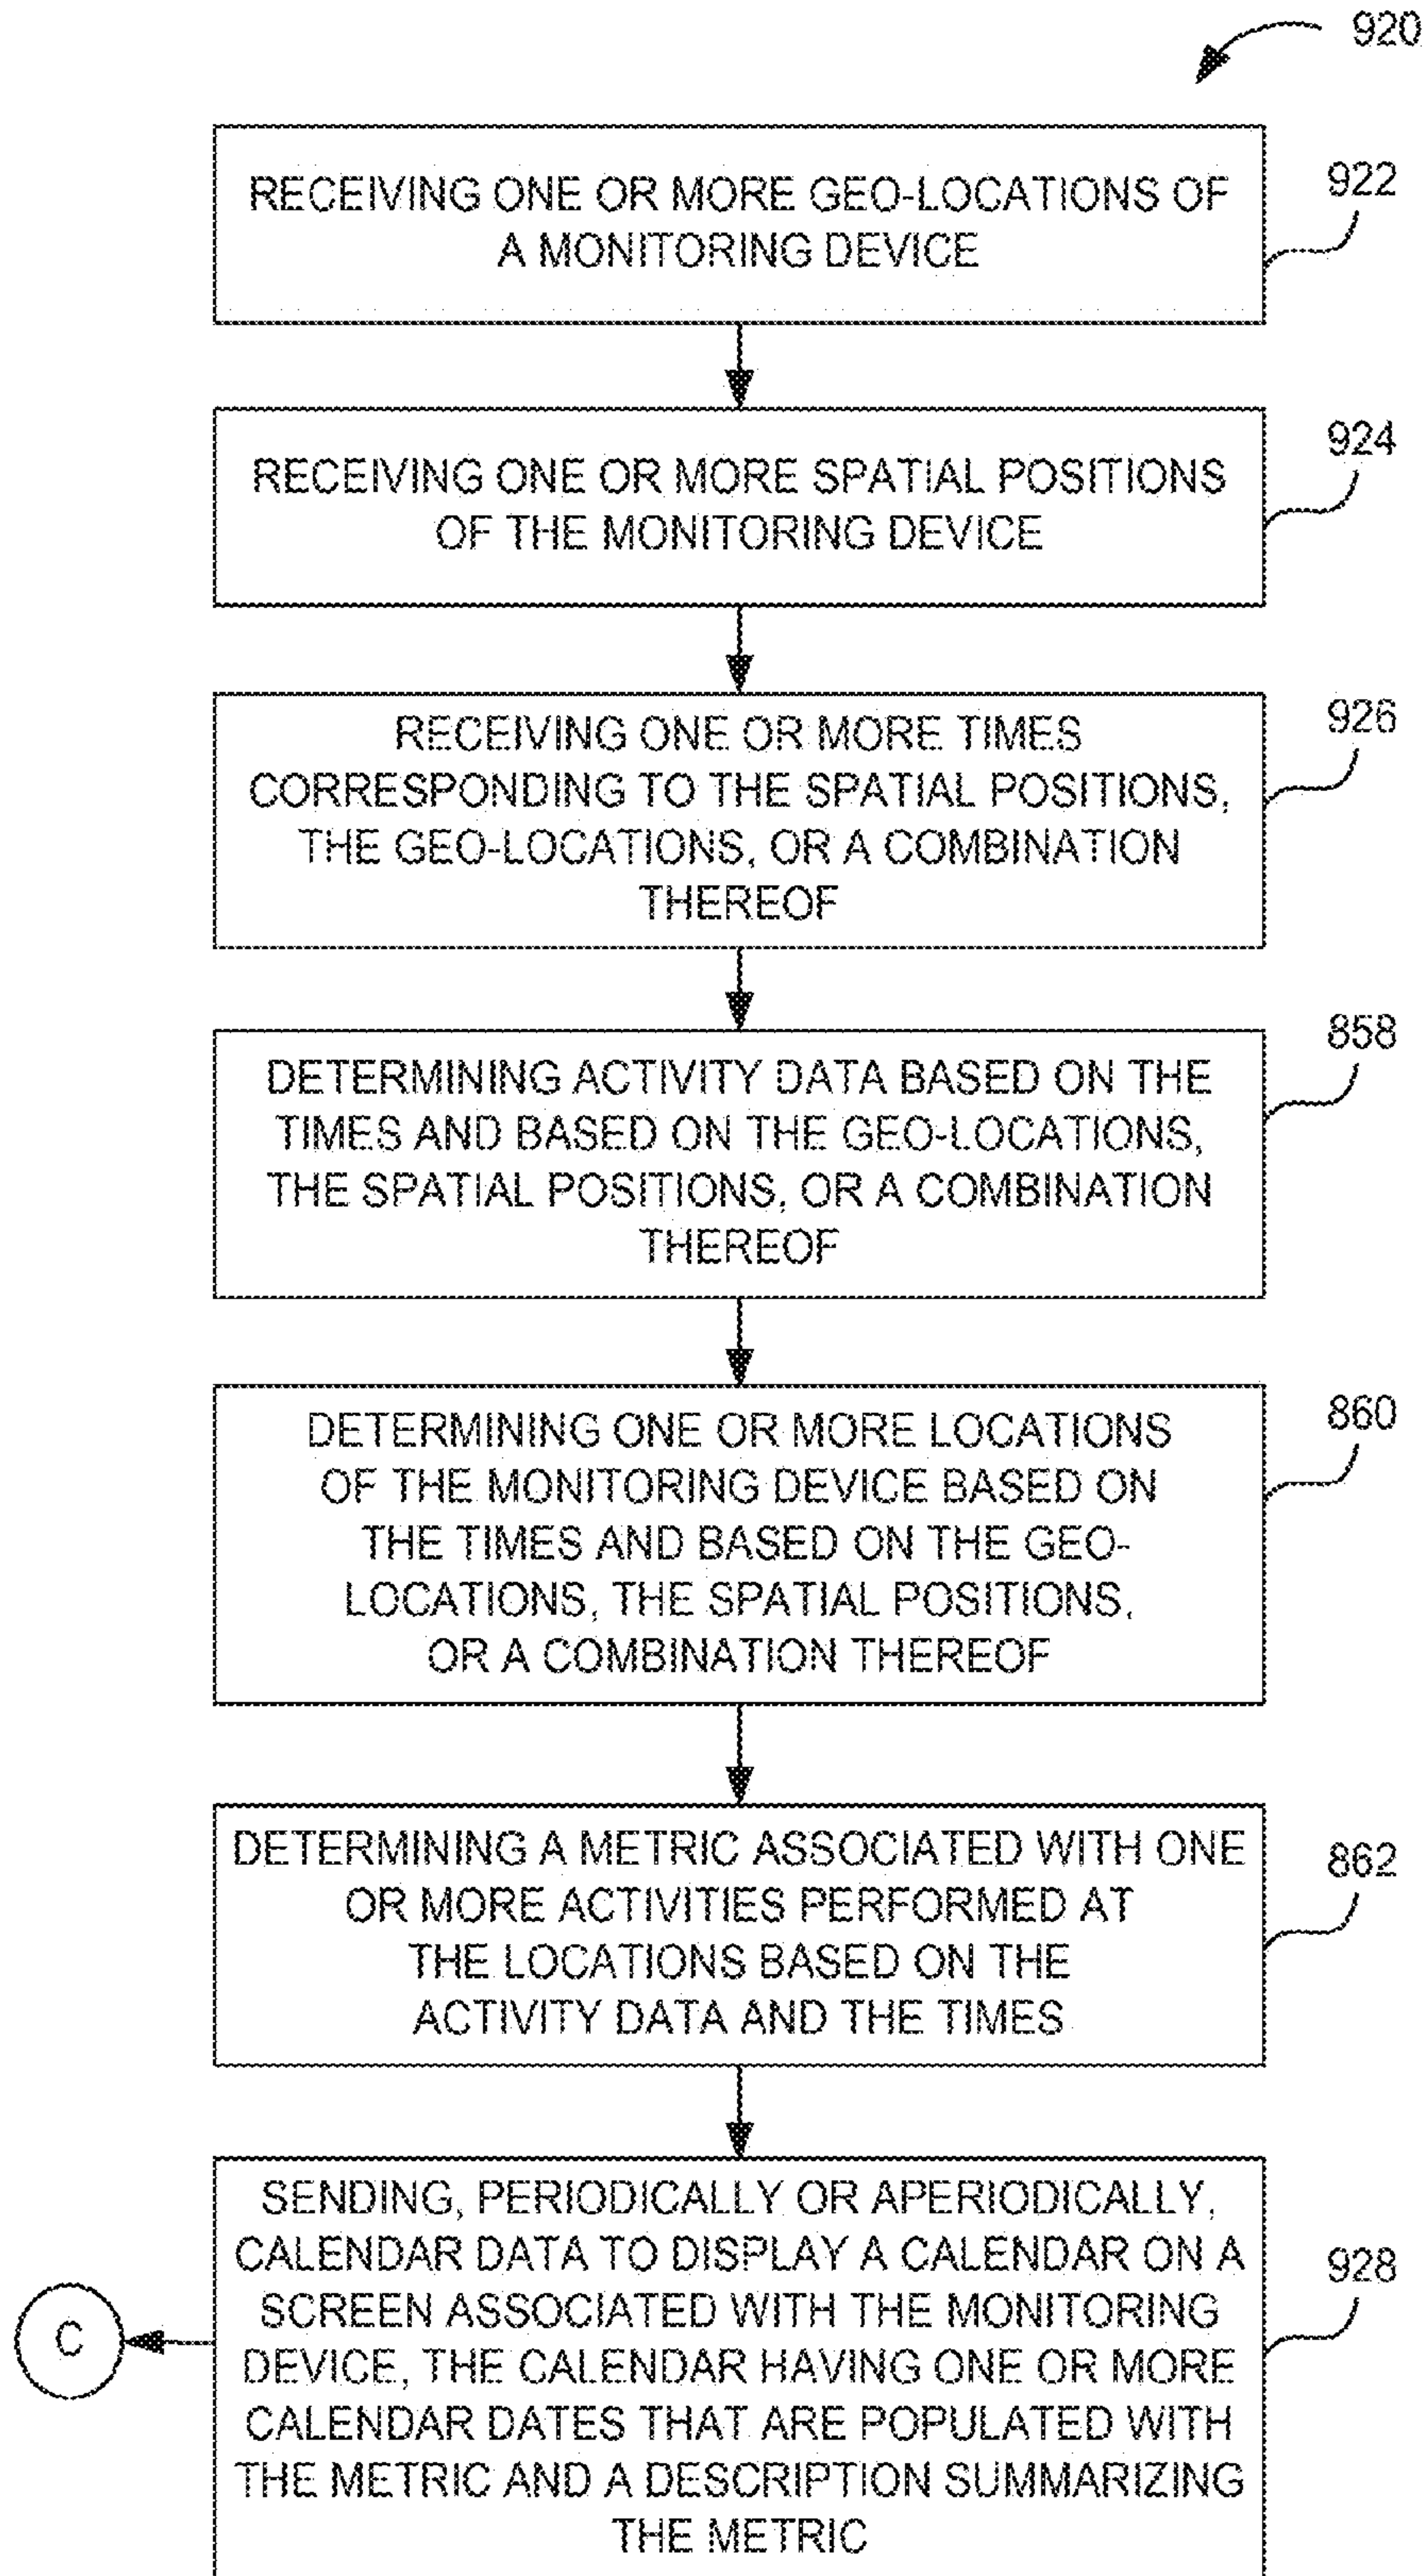 920
RECEIVING ONE OR MORE GEO-LOCATIONS OF
A MONITORING DEVICE
922
RECEIVING ONE OR MORE SPATIAL POSITIONS
OF THE MONITORING DEVICE
924
RECEIVING ONE OR MORE TIMES
CORRESPONDING TO THE SPATIAL POSITIONS,
THE GEO-LOCATIONS, OR A COMBINATION
THEREOF
926
DETERMINING ACTIVITY DATA BASED ON THE
TIMES AND BASED ON THE GEO-LOCATIONS,
THE SPATIAL POSITIONS, OR A COMBINATION
THEREOF
858
DETERMINING ONE OR MORE LOCATIONS
OF THE MONITORING DEVICE BASED ON
THE TIMES AND BASED ON THE GEO-
LOCATIONS, THE SPATIAL POSITIONS,
OR A COMBINATION THEREOF
860
DETERMINING A METRIC ASSOCIATED WITH ONE
OR MORE ACTIVITIES PERFORMED AT
THE LOCATIONS BASED ON THE
ACTIVITY DATA AND THE TIMES
862
SENDING, PERIODICALLY OR APERIODICALLY,
CALENDAR DATA TO DISPLAY A CALENDAR ON A
SCREEN ASSOCIATED WITH THE MONITORING
DEVICE, THE CALENDAR HAVING ONE OR MORE
CALENDAR DATES THAT ARE POPULATED WITH
THE METRIC AND A DESCRIPTION SUMMARIZING
THE METRIC
928
C